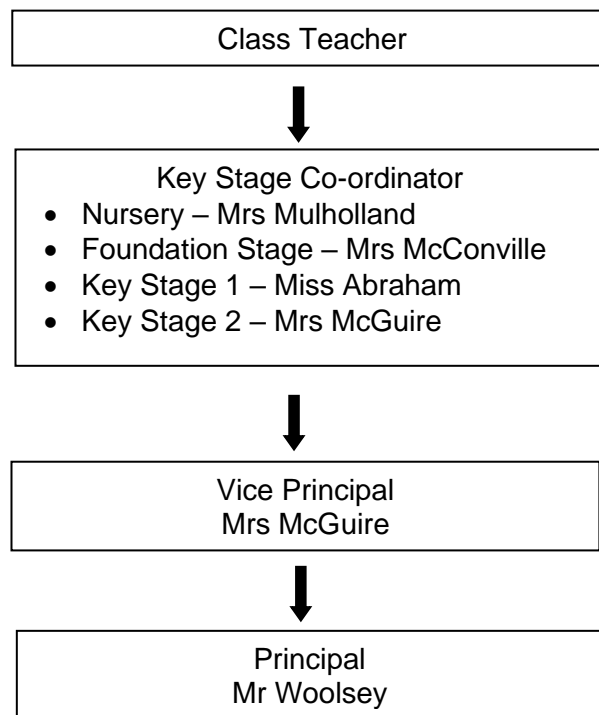 Class Teacher
Key Stage Co-ordinator
• Nursery – Mrs Mulholland
• Foundation Stage – Mrs McConville
• Key Stage 1 – Miss Abraham
• Key Stage 2 – Mrs McGuire
Vice Principal
Mrs McGuire
Principal
Mr Woolsey